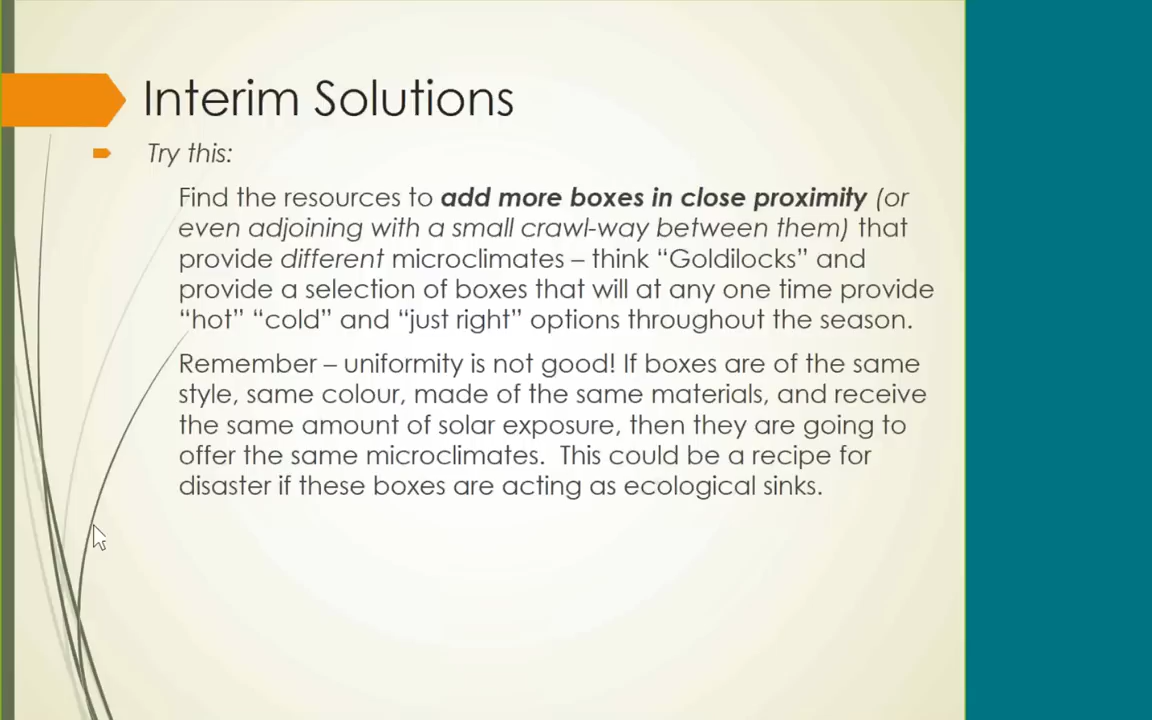 Interim Solutions
Try this:
Find the resources to add more boxes in close proximity (or
even adjoining with a small crawl-way between them) that
provide different microclimates – think “Goldilocks” and
provide a selection of boxes that will at any one time provide
“hot” “cold” and “just right” options throughout the season.
Remember – uniformity is not good! If boxes are of the same
style, same colour, made of the same materials, and receive
the same amount of solar exposure, then they are going to
offer the same microclimates.  This could be a recipe for
disaster if these boxes are acting as ecological sinks.